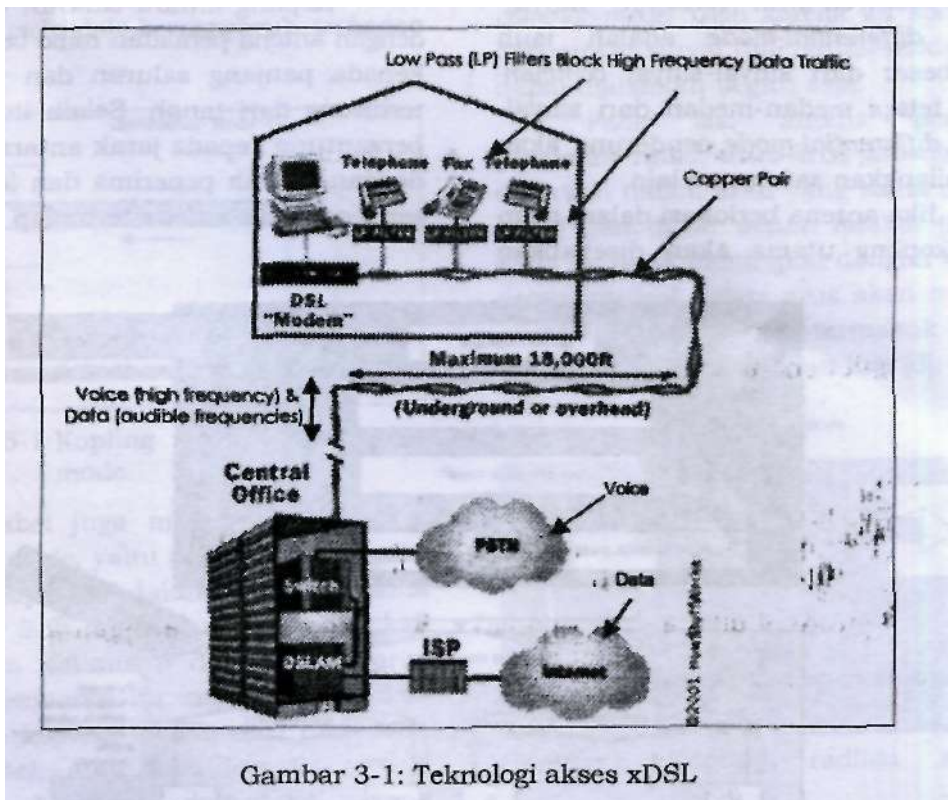 Low Pass (LP) Filters Block High Frequency Data Traffic
Telephone Fax Telephone
Copper Pair
DSL
"Modem"
Maximum 18,000ft
(Underground or overhead)
Voice (high frequency) &
Data (audible frequencies)
Central
Office
Voice
PSTN
Switch
Data
DSLAM
ISP
Internet
Gambar 3-1: Teknologi akses xDSL